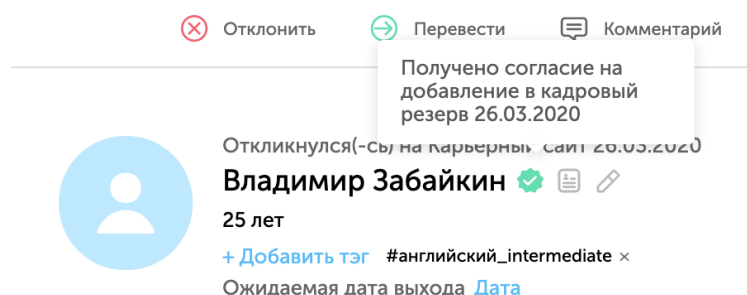 Отклонить Перевести Комментарий
Получено согласие на
добавление в кадровый
резерв 26.03.2020
Откликнулся(-сь) на Карьерный сайт 26.03.2020
Владимир Забайкин
25 лет
+ Добавить тэг #английский_intermediate ×
Ожидаемая дата выхода Дата